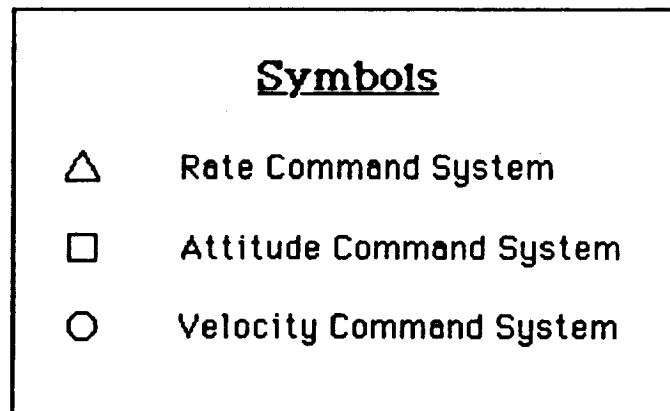 Symbols
Rate Command System
Attitude Command System
Velocity Command System